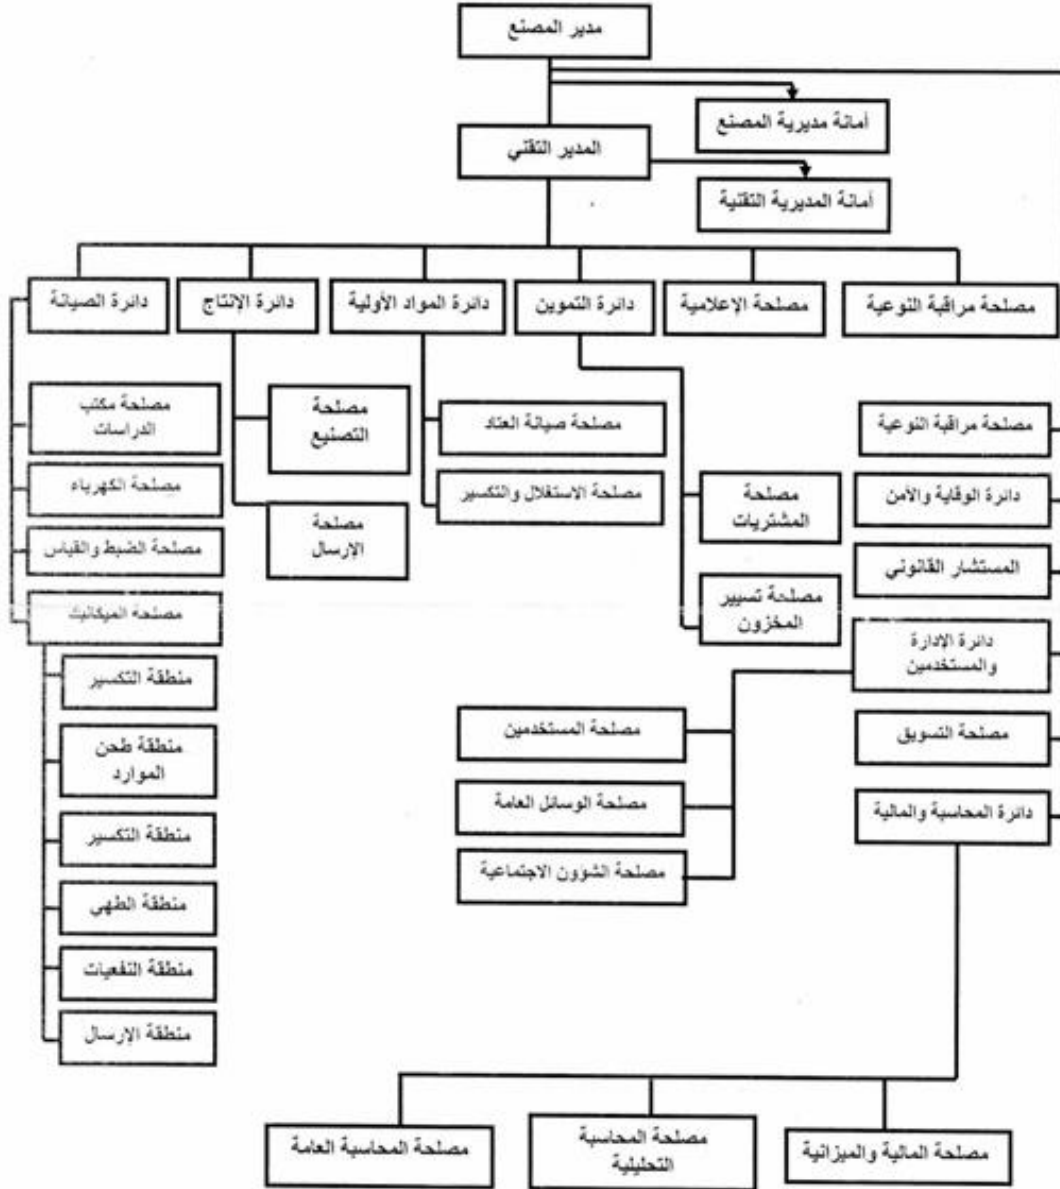 مدير المصنع
أمانة مديرية المصنع
المدير التقني
أمانة المديرية التقنية
مصلحة مراقبة النوعية
مصلحة الإعلامية
دائرة التموين
دائرة المواد الأولية
دائرة الإنتاج
دائرة الصيانة
مصلحة مراقبة النوعية
دائرة الوقاية والأمن
المستشار القانوني
دائرة الإدارة
والمستخدمين
مصلحة التسويق
دائرة المحاسبة والمالية
مصلحة
المشتريات
مصلحة تسيير
المخزون
مصلحة صيانة العتاد
مصلحة الاستغلال والتكسير
مصلحة
التصنيع
مصلحة
الإرسال
مصلحة مكتب
الدراسات
مصلحة الكهرباء
مصلحة الضبط والقياس
مصلحة الميكانيك
منطقة التكسير
منطقة طحن
الموارد
منطقة التكسير
منطقة الطهي
منطقة النفعيات
منطقة الإرسال
مصلحة المستخدمين
مصلحة الوسائل العامة
مصلحة الشؤون الاجتماعية
مصلحة المالية والميزانية
مصلحة المحاسبة
التحليلية
مصلحة المحاسبة العامة